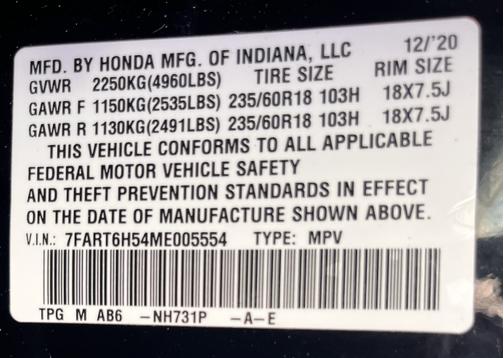 MFD. BY HONDA MFG. OF INDIANA, LLC 12/'20
GVWR 2250KG(4960LBS) TIRE SIZE RIM SIZE
GAWR F 1150KG(2535LBS) 235/60R18 103H 18X7.5J
GAWR R 1130KG(2491LBS) 235/60R18 103H 18X7.5J
THIS VEHICLE CONFORMS TO ALL APPLICABLE
FEDERAL MOTOR VEHICLE SAFETY
AND THEFT PREVENTION STANDARDS IN EFFECT
ON THE DATE OF MANUFACTURE SHOWN ABOVE.
V.I.N.: 7FART6H54ME005554 TYPE: MPV
TPG M AB6 -NH731P -A-E